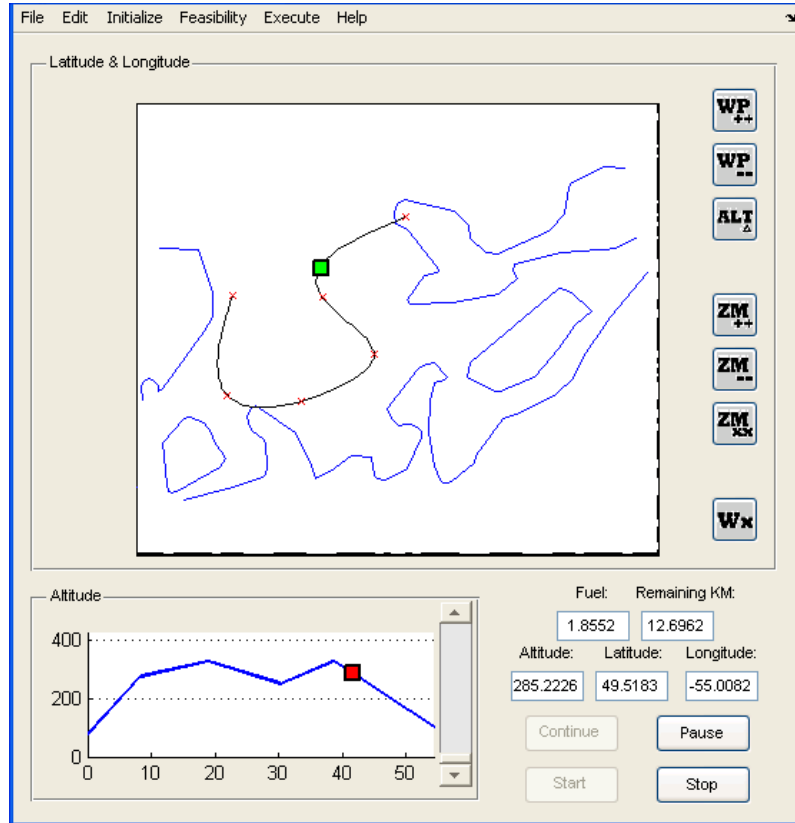 File Edit Initialize Feasibility Execute Help
Latitude & Longitude
WP ++
WP --
ALT △
ZM ++
ZM --
ZM xx
Wx
Altitude
400
200
0
0 10 20 30 40 50
Fuel: Remaining KM:
1.8552 12.6962
Altitude: Latitude: Longitude:
285.2226 49.5183 -55.0082
Continue Pause
Start Stop